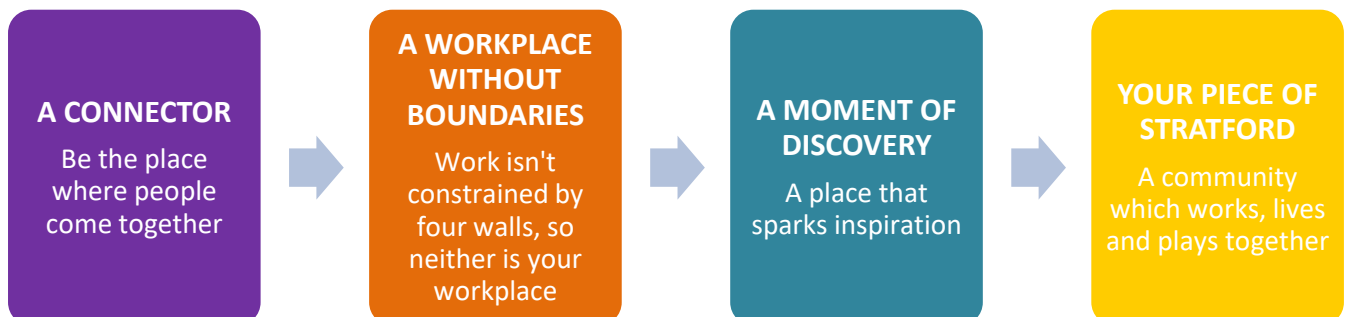 A CONNECTOR
Be the place
where people
come together
A WORKPLACE
WITHOUT
BOUNDARIES
Work isn't
constrained by
four walls, so
neither is your
workplace
A MOMENT OF
DISCOVERY
A place that
sparks inspiration
YOUR PIECE OF
STRATFORD
A community
which works, lives
and plays together